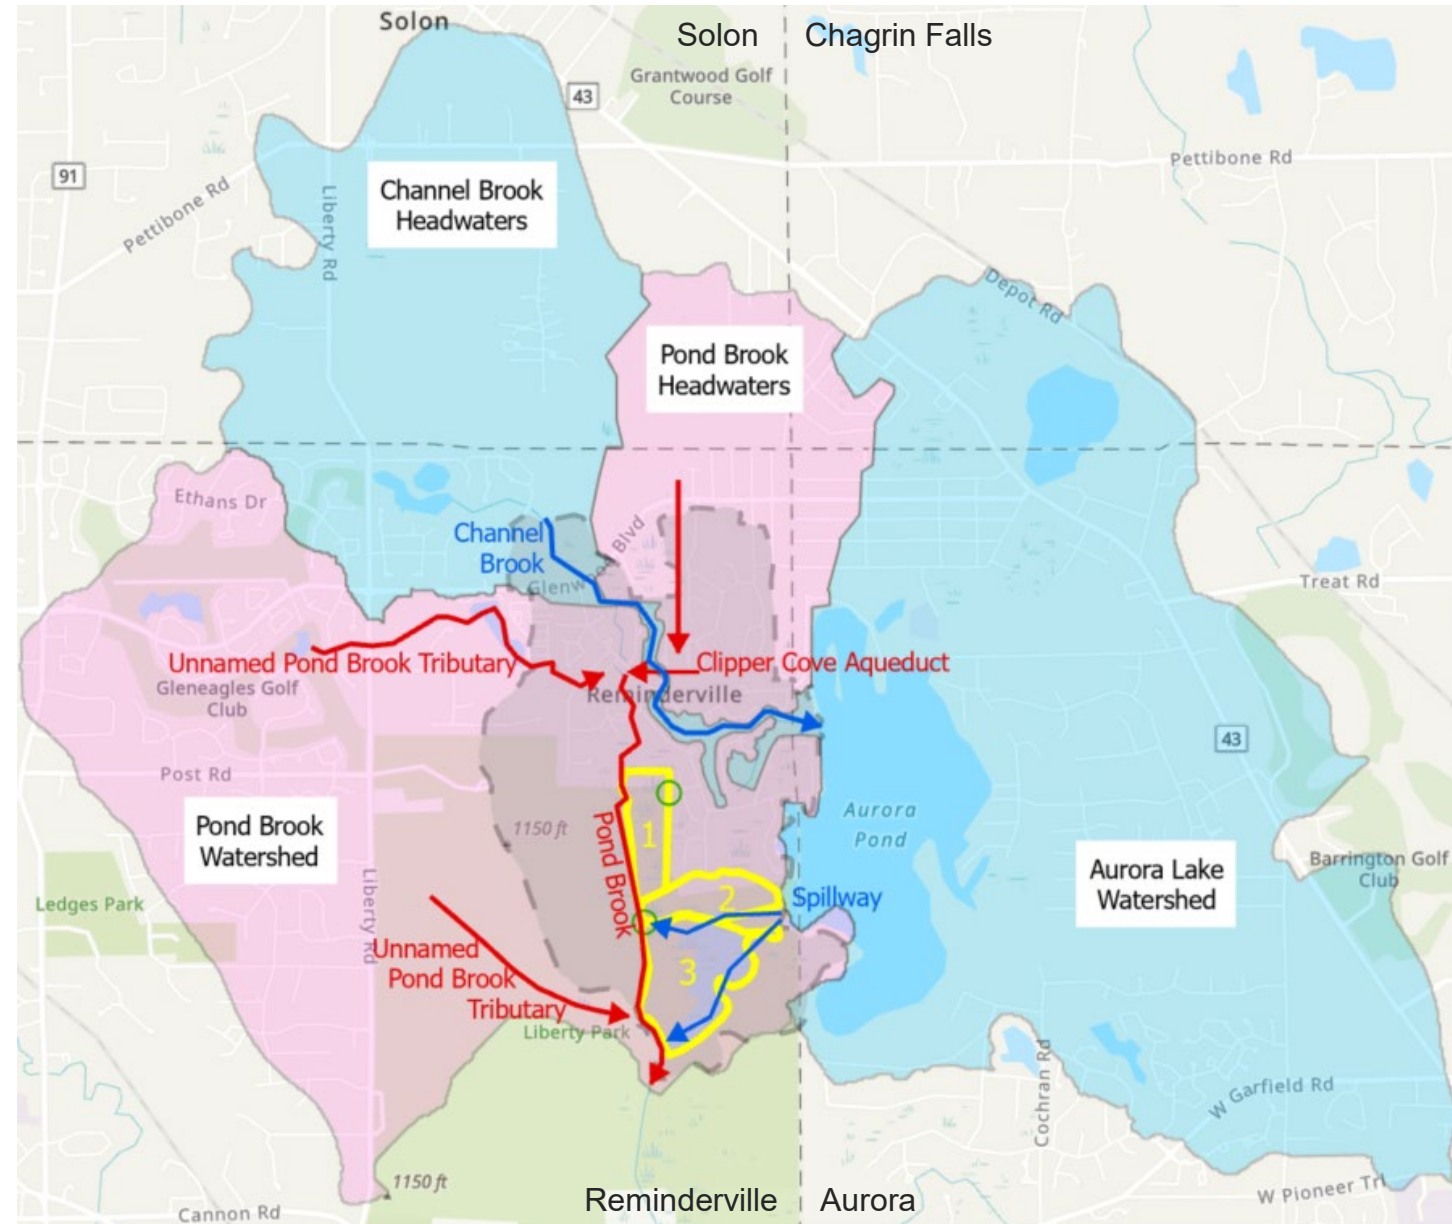 Solon
Solon
Chagrin Falls
Grantwood Golf
Course
43
Pettibone Rd
91
Channel Brook
Headwaters
Liberty Rd
Pettibone Rd
Depot Rd
Pond Brook
Headwaters
Ethans Dr
Channel
Brook
Glenwood Blvd
Treat Rd
Unnamed Pond Brook Tributary
Clipper Cove Aqueduct
Gleneagles Golf
Club
Reminderville
43
Post Rd
Pond Brook
Watershed
1150 ft
1
Pond Brook
Aurora
Pond
Aurora Lake
Watershed
Barrington Golf
Club
Ledges Park
Liberty Rd
2
Spillway
Unnamed
Pond Brook
Tributary
3
Liberty Park
Cochran Rd
W Garfield Rd
1150 ft
Cannon Rd
Reminderville
Aurora
W Pioneer Trl